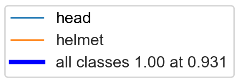 head
helmet
all classes 1.00 at 0.931